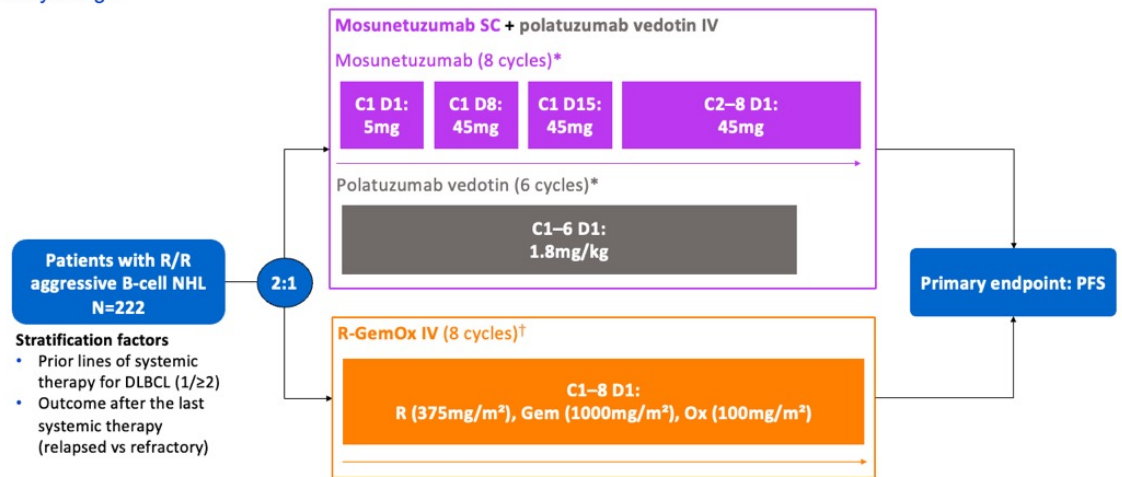 Mosunetuzumab SC + polatuzumab vedotin IV
Mosunetuzumab (8 cycles)*
C1 D1:
5mg
C1 D8:
45mg
C1 D15:
45mg
C2–8 D1:
45mg
Polatuzumab vedotin (6 cycles)*
C1–6 D1:
1.8mg/kg
Patients with R/R
aggressive B-cell NHL
N=222
2:1
Primary endpoint: PFS
Stratification factors
• Prior lines of systemic
therapy for DLBCL (1/≥2)
• Outcome after the last
systemic therapy
(relapsed vs refractory)
R-GemOx IV (8 cycles)†
C1–8 D1:
R (375mg/m²), Gem (1000mg/m²), Ox (100mg/m²)